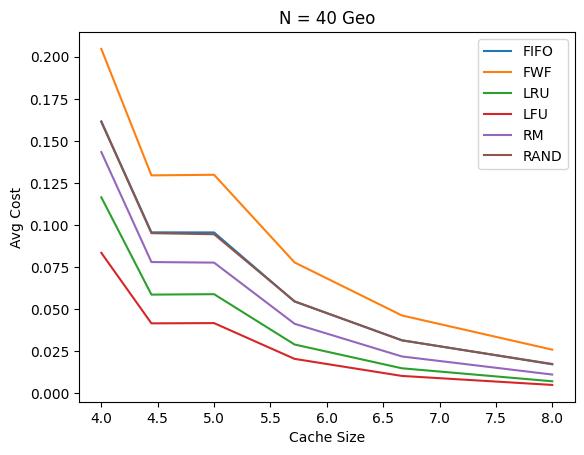 N = 40 Geo
FIFO
FWF
LRU
LFU
RM
RAND
Avg Cost
0.200
0.175
0.150
0.125
0.100
0.075
0.050
0.025
0.000
4.0 4.5 5.0 5.5 6.0 6.5 7.0 7.5 8.0
Cache Size